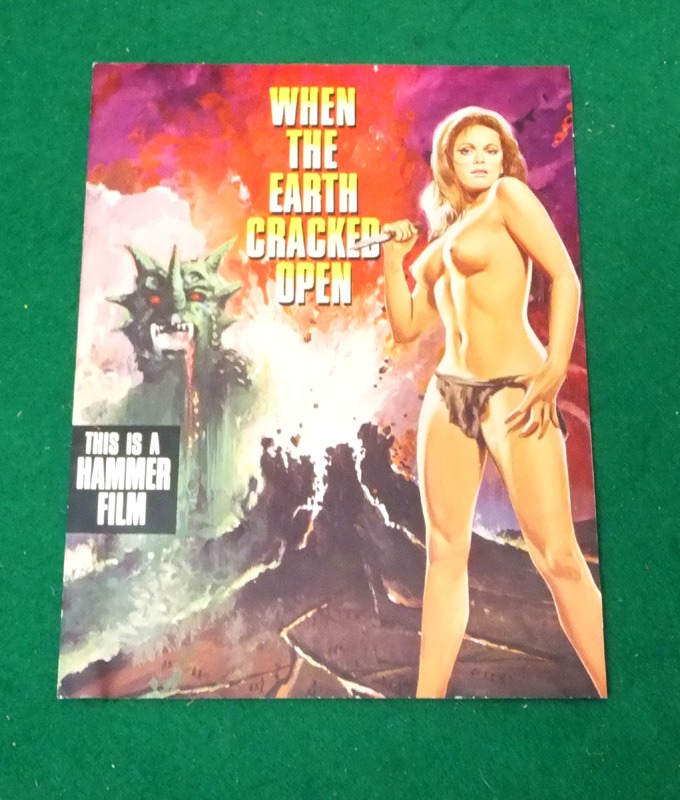 WHEN
THE
EARTH
CRACKED
OPEN
THIS IS A
HAMMER
FILM